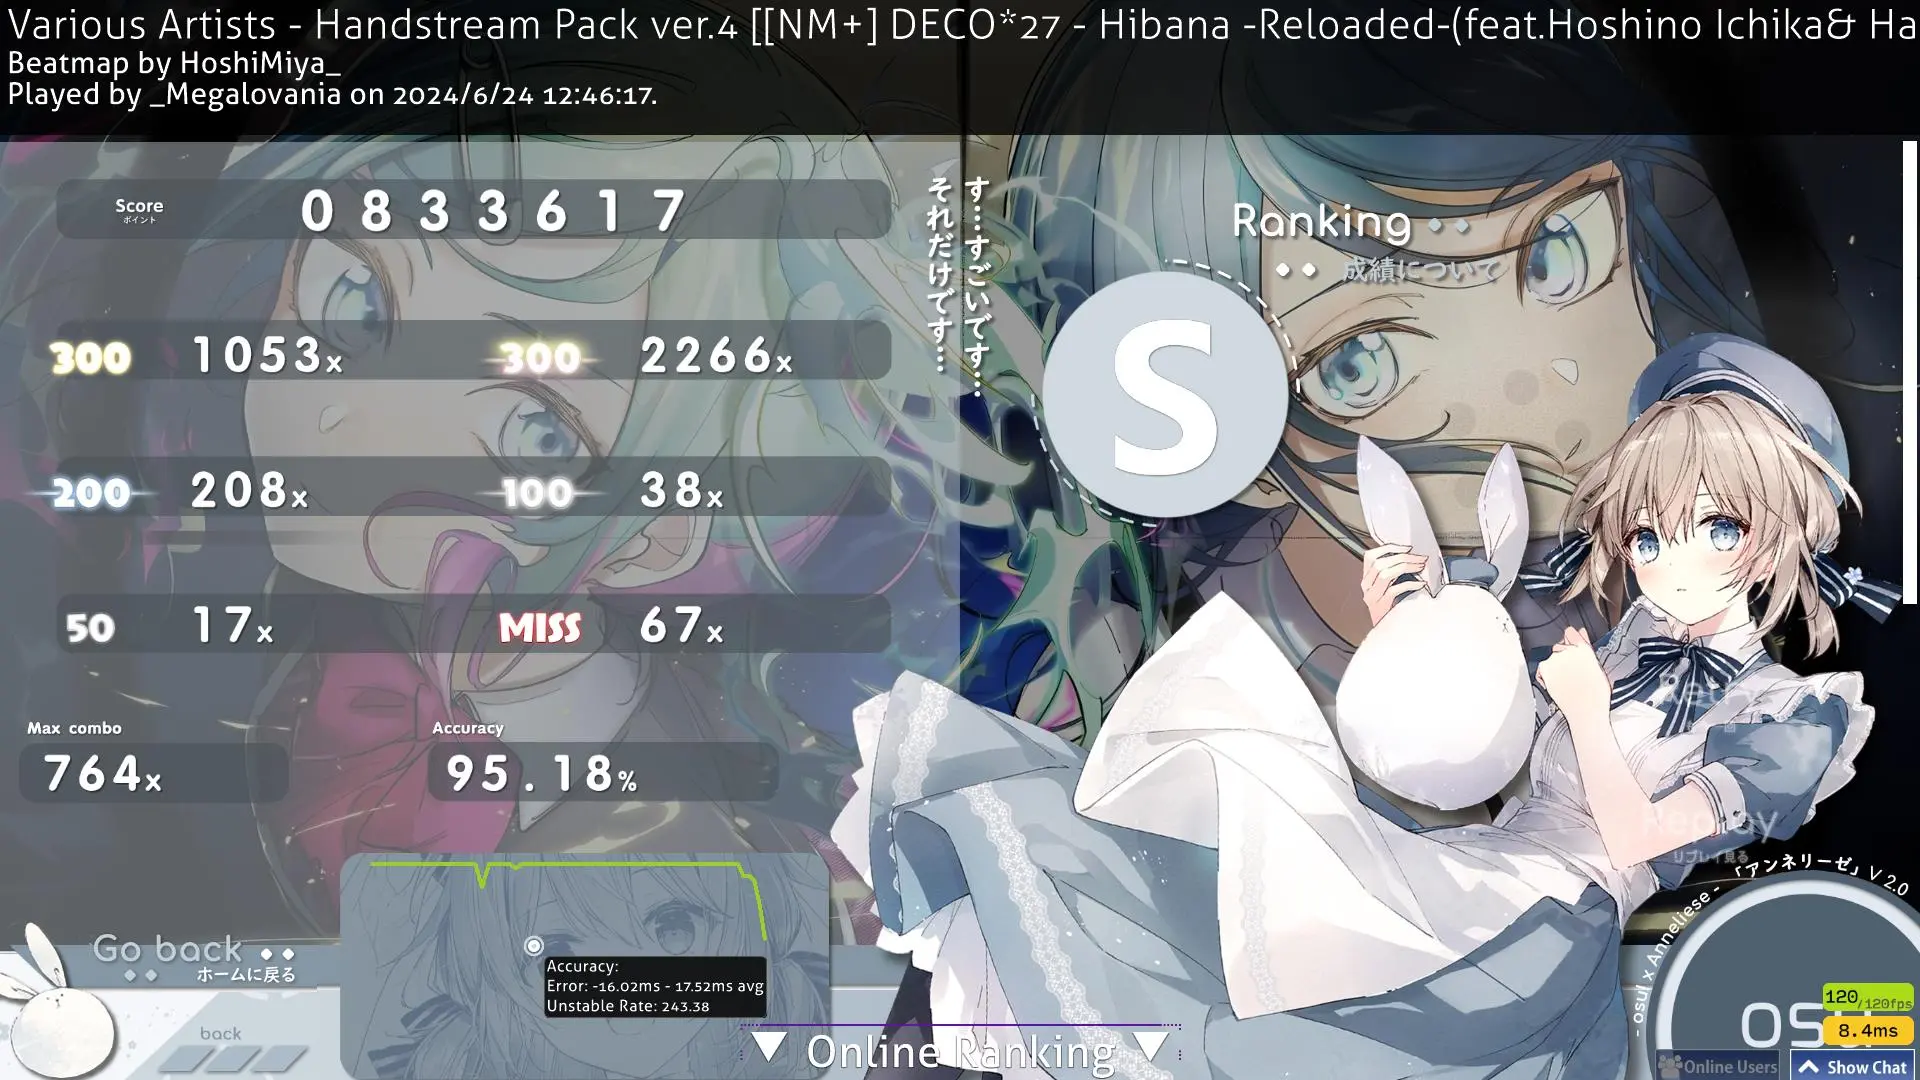 Various Artists - Handstream Pack ver.4 [[NM+] DECO*27 - Hibana -Reloaded-(feat.Hoshino Ichika& Ha
Beatmap by HoshiMiya_
Played by _Megalovania on 2024/6/24 12:46:17.
Score
ポイント
0833617
300 1053x 300 2266x
200 208x 100 38x
50 17x MISS 67x
Max combo
764x
Accuracy
95.18%
す…すごいです…
それだけです…
Ranking
成績について
S
Retry
Replay
リプレイ見る
- osu! x Anneliese - 「アンネリーゼ」 V 2.0
Go back
ホームに戻る
back
Accuracy:
Error: -16.02ms - 17.52ms avg
Unstable Rate: 243.38
Online Ranking
osu
120/120fps
8.4ms
Online Users
Show Chat